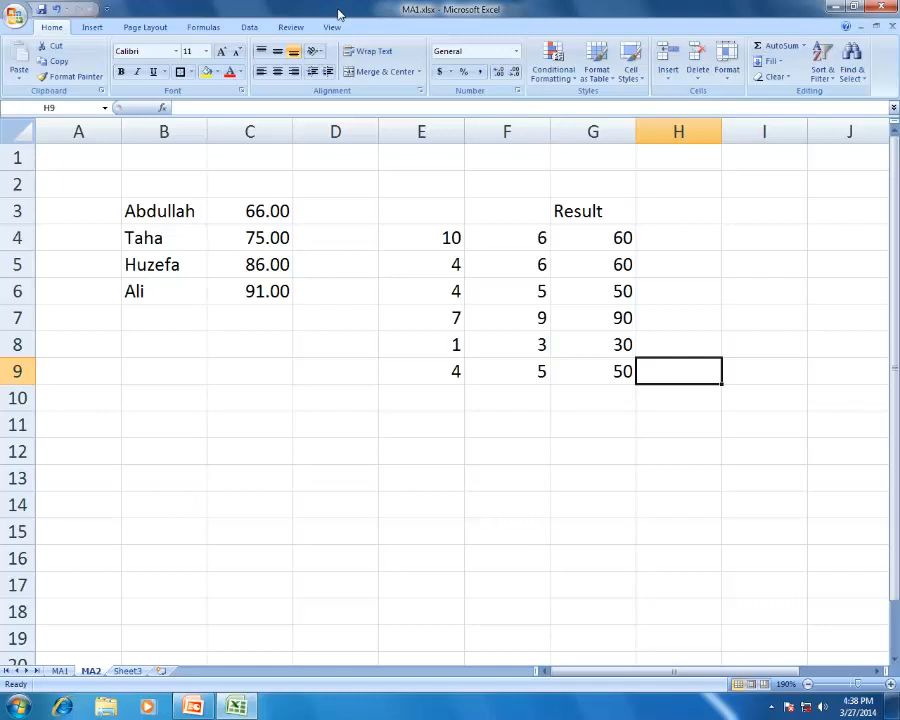 MA1.xlsx - Microsoft Excel
Home Insert Page Layout Formulas Data Review View
Paste
Cut
Copy
Format Painter
Clipboard
Calibri 11
B I U
Font
Wrap Text
Merge & Center
Alignment
General
$ % ,
Number
Conditional Formatting
Format as Table
Cell Styles
Styles
Insert Delete Format
Cells
Σ AutoSum
Fill
Clear
Sort & Filter
Find & Select
Editing
H9 fx
A B C D E F G H I J
1
2
3 Abdullah 66.00 Result
4 Taha 75.00 10 6 60
5 Huzefa 86.00 4 6 60
6 Ali 91.00 4 5 50
7 7 9 90
8 1 3 30
9 4 5 50
10
11
12
13
14
15
16
17
18
19
20
MA1 MA2 Sheet3
Ready 190%
4:38 PM
3/27/2014